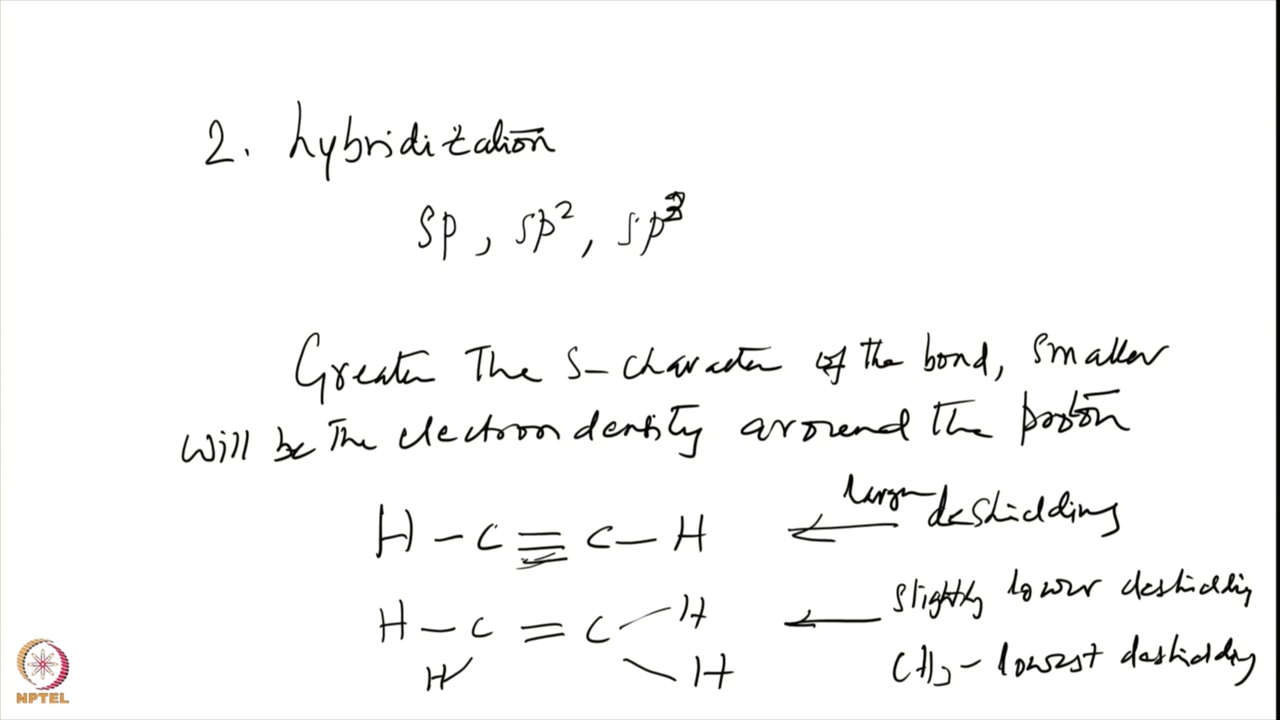 2. hybridization
sp, sp², sp³
Greater The s-character of the bond, smaller
will be The electron density around the proton
H-C≡C-H ← larger deshielding
H-C=C-H ← slightly lower deshielding
H H CH₃ - lowest deshielding
NPTEL